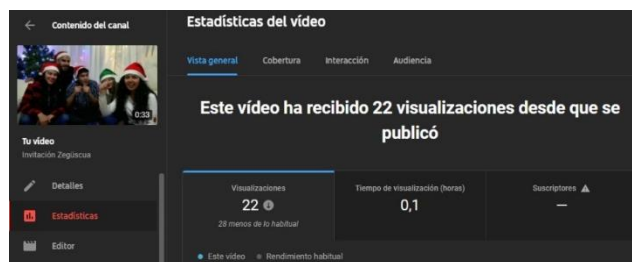 Contenido del canal
0:33
Tu vídeo
Invitación Zegüscua
Detalles
Estadísticas
Editor
Estadísticas del vídeo
Vista general Cobertura Interacción Audiencia
Este vídeo ha recibido 22 visualizaciones desde que se
publicó
Visualizaciones
22
28 menos de lo habitual
Tiempo de visualización (horas)
0,1
Suscriptores
—
Este vídeo Rendimiento habitual